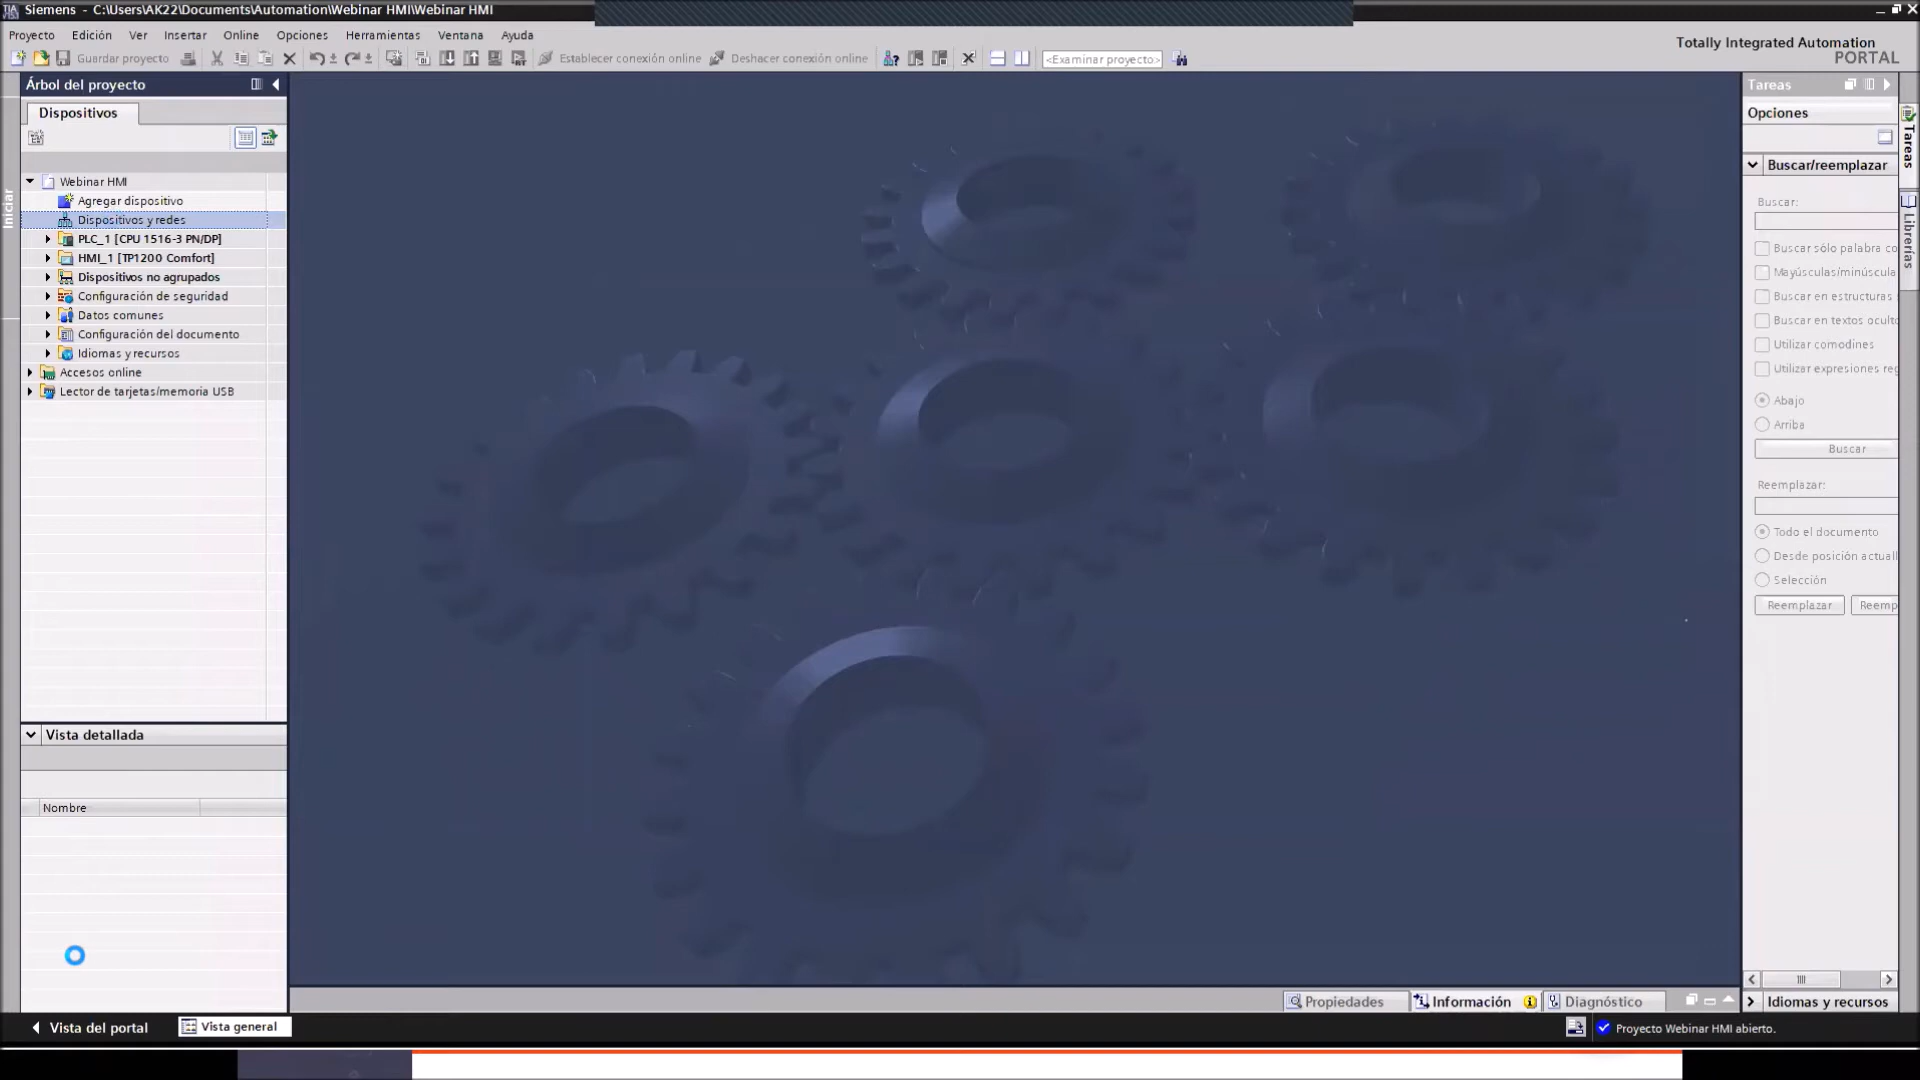 Siemens - C:\Users\AK22\Documents\Automation\Webinar HMI\Webinar HMI
Proyecto Edición Ver Insertar Online Opciones Herramientas Ventana Ayuda
Totally Integrated Automation
PORTAL
Guardar proyecto Establecer conexión online Deshacer conexión online <Examinar proyecto>
Árbol del proyecto
Dispositivos
Iniciar
Webinar HMI
Agregar dispositivo
Dispositivos y redes
PLC_1 [CPU 1516-3 PN/DP]
HMI_1 [TP1200 Comfort]
Dispositivos no agrupados
Configuración de seguridad
Datos comunes
Configuración del documento
Idiomas y recursos
Accesos online
Lector de tarjetas/memoria USB
Vista detallada
Nombre
Tareas
Opciones
Buscar/reemplazar
Buscar:
Buscar sólo palabra co
Mayúsculas/minúscula
Buscar en estructuras
Buscar en textos oculto
Utilizar comodines
Utilizar expresiones reg
Abajo
Arriba
Buscar
Reemplazar:
Todo el documento
Desde posición actual
Selección
Reemplazar Reemp
Idiomas y recursos
Tareas
Librerías
Propiedades Información Diagnóstico
Vista del portal Vista general
Proyecto Webinar HMI abierto.